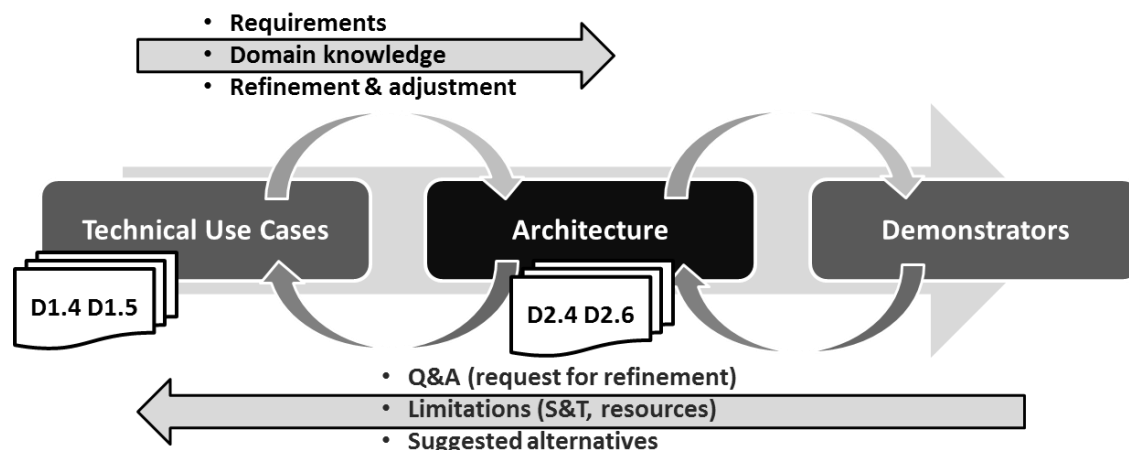 • Requirements
• Domain knowledge
• Refinement & adjustment
Technical Use Cases
Architecture
Demonstrators
D1.4 D1.5
D2.4 D2.6
• Q&A (request for refinement)
• Limitations (S&T, resources)
• Suggested alternatives